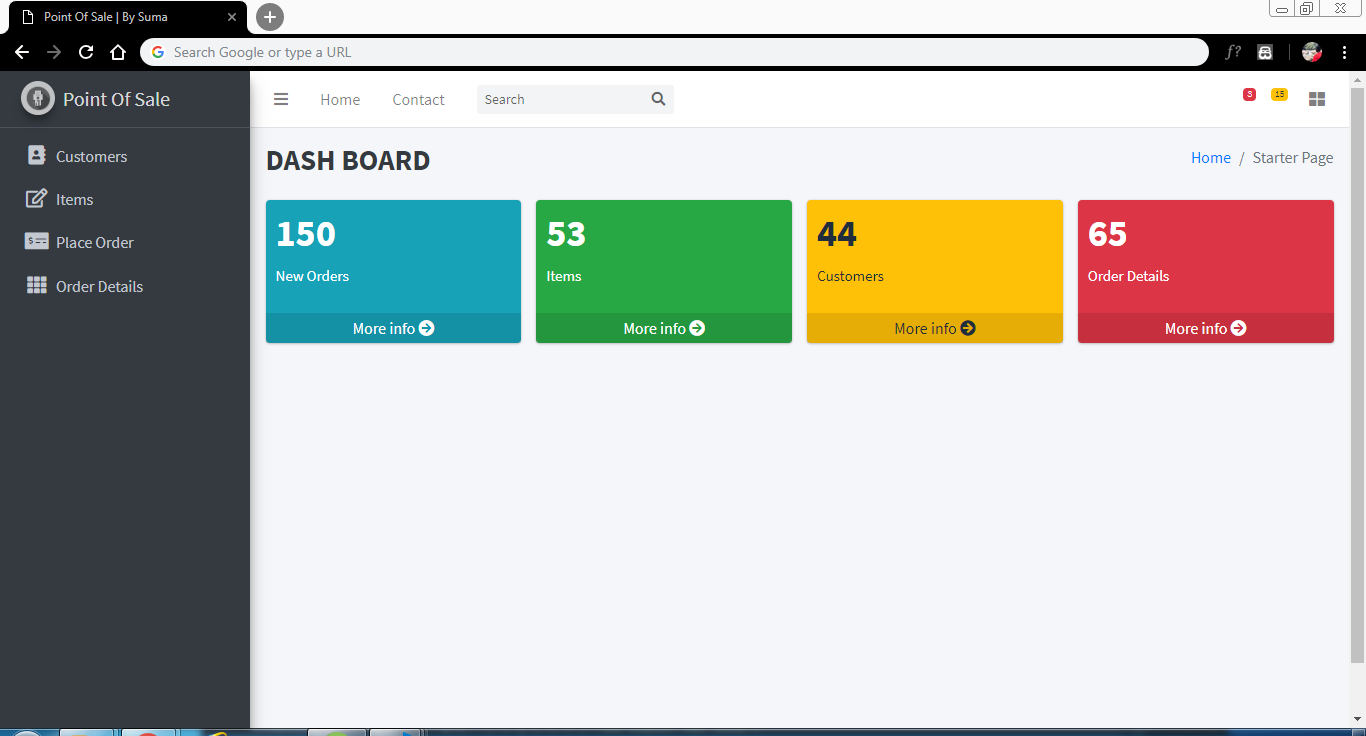 Point Of Sale | By Suma
Search Google or type a URL
f?
Point Of Sale
Home
Contact
Search
3
15
Customers
Items
$
Place Order
Order Details
DASH BOARD
Home / Starter Page
150
New Orders
More info
53
Items
More info
44
Customers
More info
65
Order Details
More info